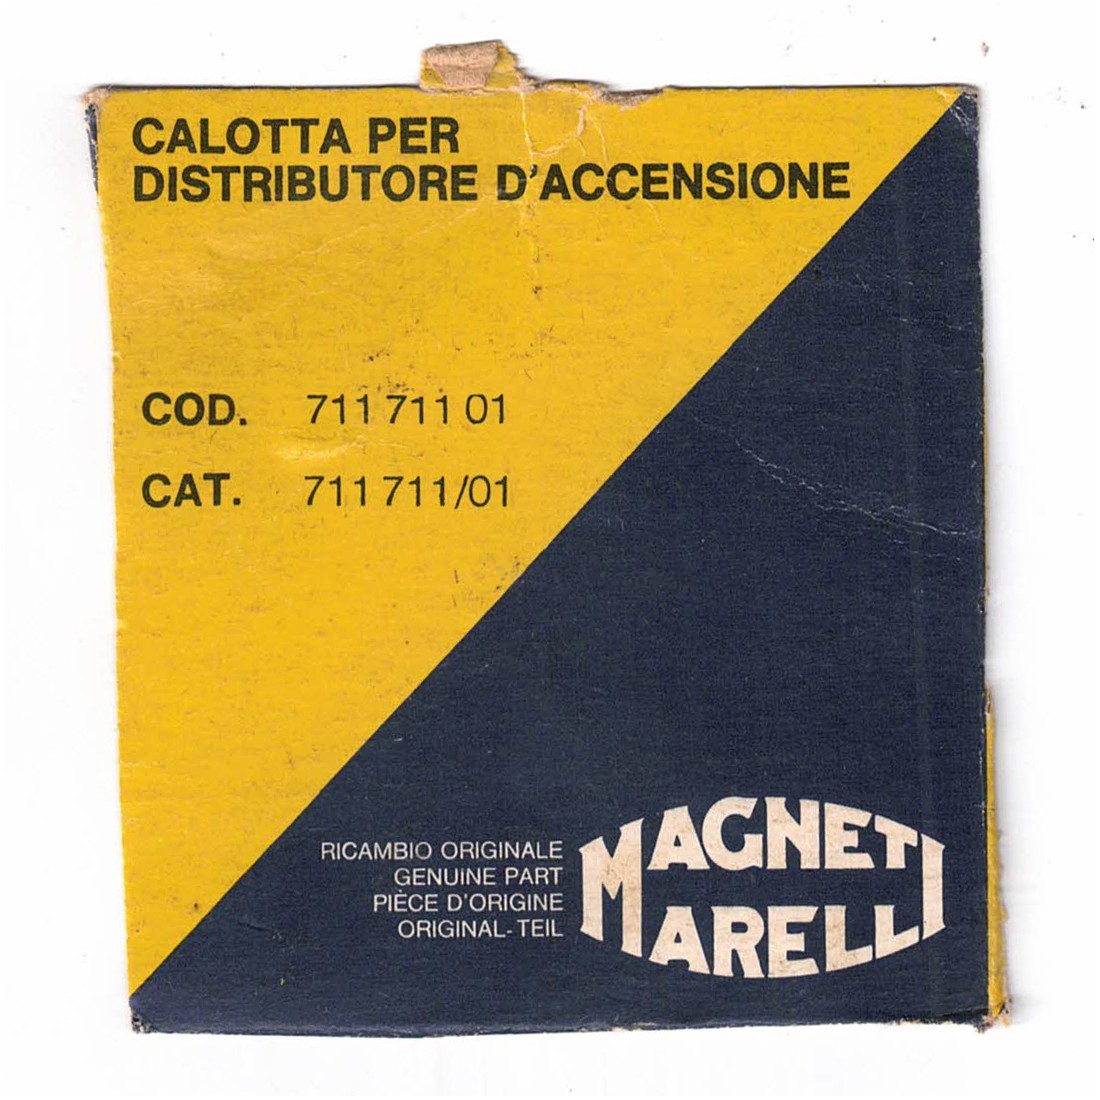 CALOTTA PER
DISTRIBUTORE D'ACCENSIONE
COD. 711 711 01
CAT. 711 711/01
RICAMBIO ORIGINALE
GENUINE PART
PIÈCE D'ORIGINE
ORIGINAL-TEIL
MAGNETI
MARELLI